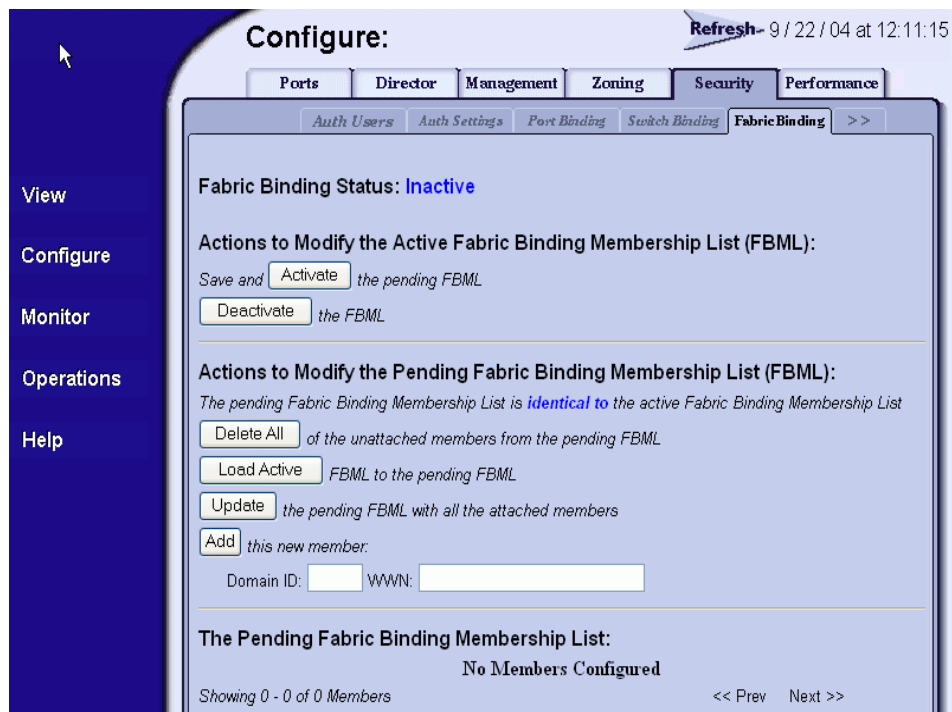 Configure:
Refresh - 9 / 22 / 04 at 12:11:15
Ports Director Management Zoning Security Performance
Auth Users Auth Settings Port Binding Switch Binding Fabric Binding >>
View
Configure
Monitor
Operations
Help
Fabric Binding Status: Inactive
Actions to Modify the Active Fabric Binding Membership List (FBML):
Save and Activate the pending FBML
Deactivate the FBML
Actions to Modify the Pending Fabric Binding Membership List (FBML):
The pending Fabric Binding Membership List is identical to the active Fabric Binding Membership List
Delete All of the unattached members from the pending FBML
Load Active FBML to the pending FBML
Update the pending FBML with all the attached members
Add this new member:
Domain ID: WWN:
The Pending Fabric Binding Membership List:
No Members Configured
Showing 0 - 0 of 0 Members << Prev Next >>